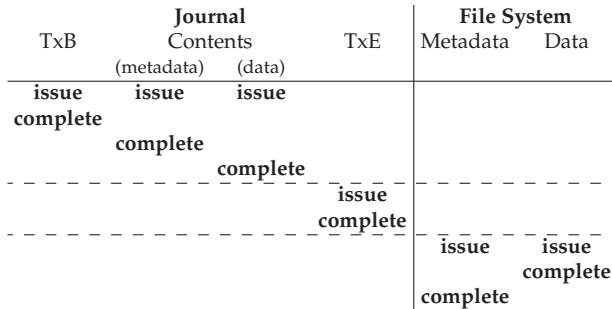 Journal File System
TxB Contents TxE Metadata Data
(metadata) (data)
issue issue issue
complete
complete
complete
issue
complete
issue issue
complete
complete